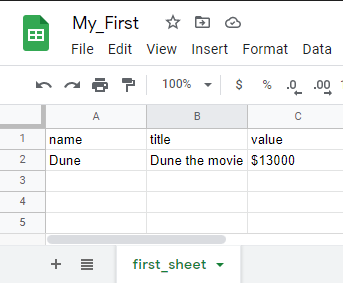 My_First
File Edit View Insert Format Data
100% $ % .0 .00
A B C
1 name title value
2 Dune Dune the movie $13000
3
4
5
+ first_sheet